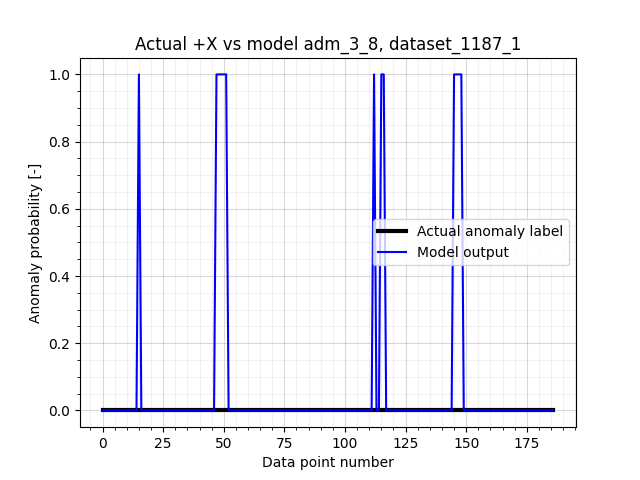 Actual +X vs model adm_3_8, dataset_1187_1
Anomaly probability [-]
1.0
0.8
0.6
0.4
0.2
0.0
Actual anomaly label
Model output
0 25 50 75 100 125 150 175
Data point number